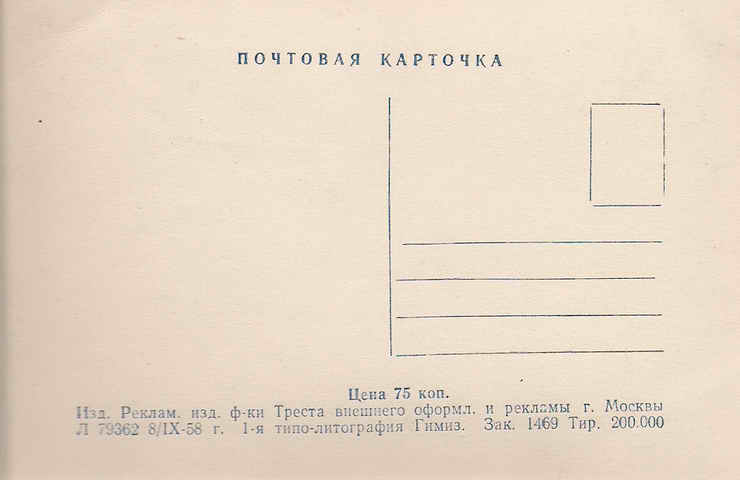 ПОЧТОВАЯ КАРТОЧКА
Цена 75 коп.
Изд. Реклам. изд. ф-ки Треста внешнего оформл. и рекламы г. Москвы
Л 79362 8/IX-58 г. 1-я типо-литография Гимиз. Зак. 1469 Тир. 200.000